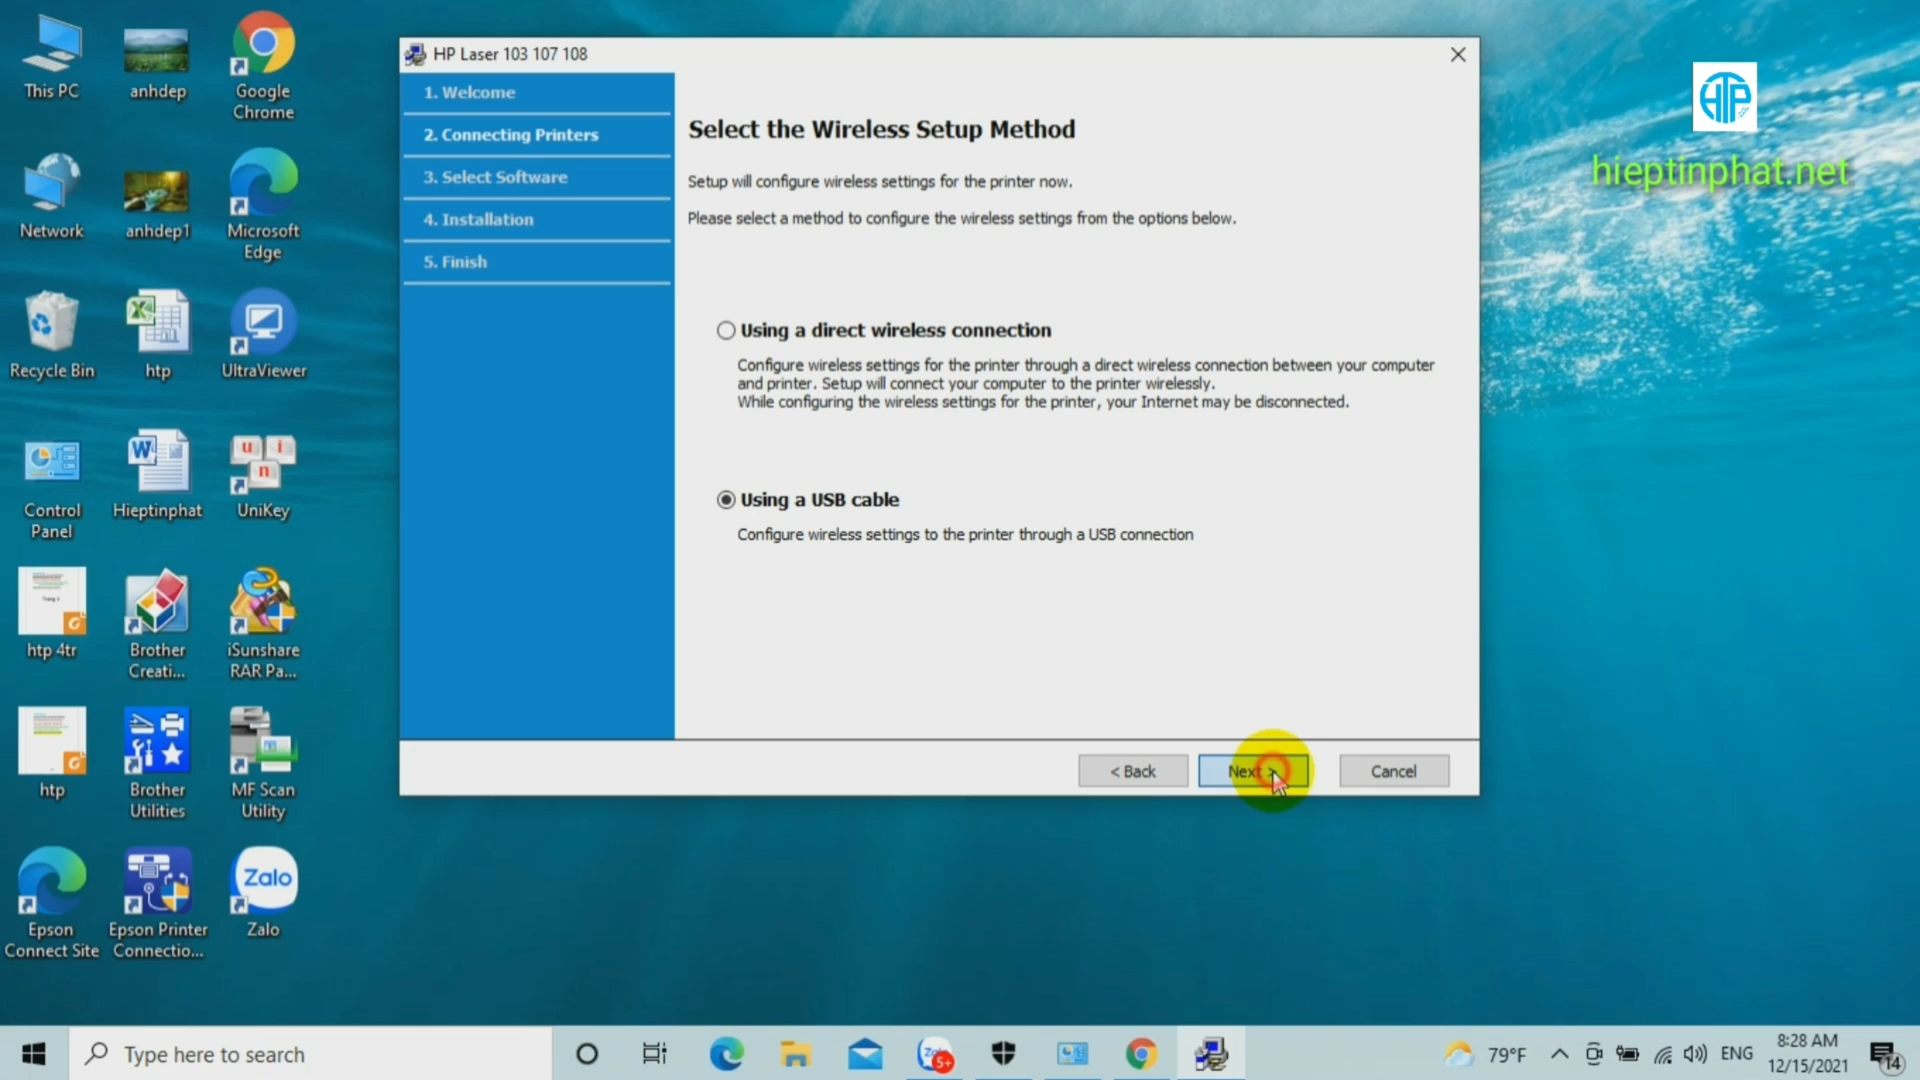 This PC
anhdep
Google
Chrome
Network
anhdep1
Microsoft
Edge
Recycle Bin
htp
UltraViewer
Control
Panel
Hieptinphat
UniKey
htp 4tr
Brother
Creati...
iSunshare
RAR Pa...
htp
Brother
Utilities
MF Scan
Utility
Zalo
Epson
Connect Site
Epson Printer
Connectio...
Zalo
HP Laser 103 107 108
1. Welcome
2. Connecting Printers
3. Select Software
4. Installation
5. Finish
Select the Wireless Setup Method
Setup will configure wireless settings for the printer now.
Please select a method to configure the wireless settings from the options below.
Using a direct wireless connection
Configure wireless settings for the printer through a direct wireless connection between your computer
and printer. Setup will connect your computer to the printer wirelessly.
While configuring the wireless settings for the printer, your Internet may be disconnected.
Using a USB cable
Configure wireless settings to the printer through a USB connection
< Back
Next >
Cancel
HTP
hieptinphat.net
Type here to search
5+
79°F
ENG
8:28 AM
12/15/2021
14